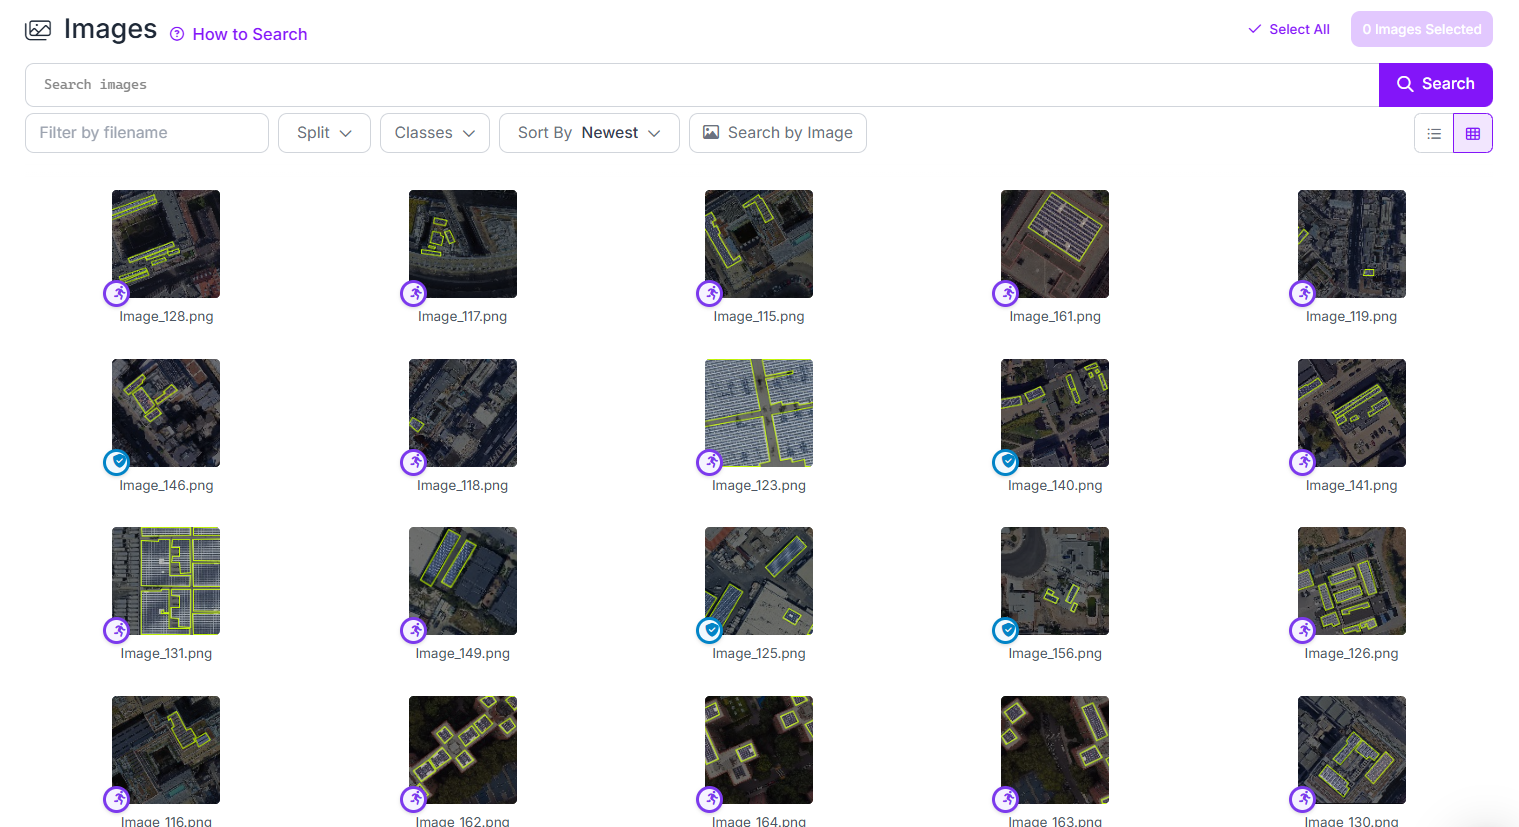 Images
How to Search
Select All
0 Images Selected
Search images
Search
Filter by filename
Split
Classes
Sort By Newest
Search by Image
Image_128.png
Image_117.png
Image_115.png
Image_161.png
Image_119.png
Image_146.png
Image_118.png
Image_123.png
Image_140.png
Image_141.png
Image_131.png
Image_149.png
Image_125.png
Image_156.png
Image_126.png
Image_116.png
Image_162.png
Image_164.png
Image_163.png
Image_130.png